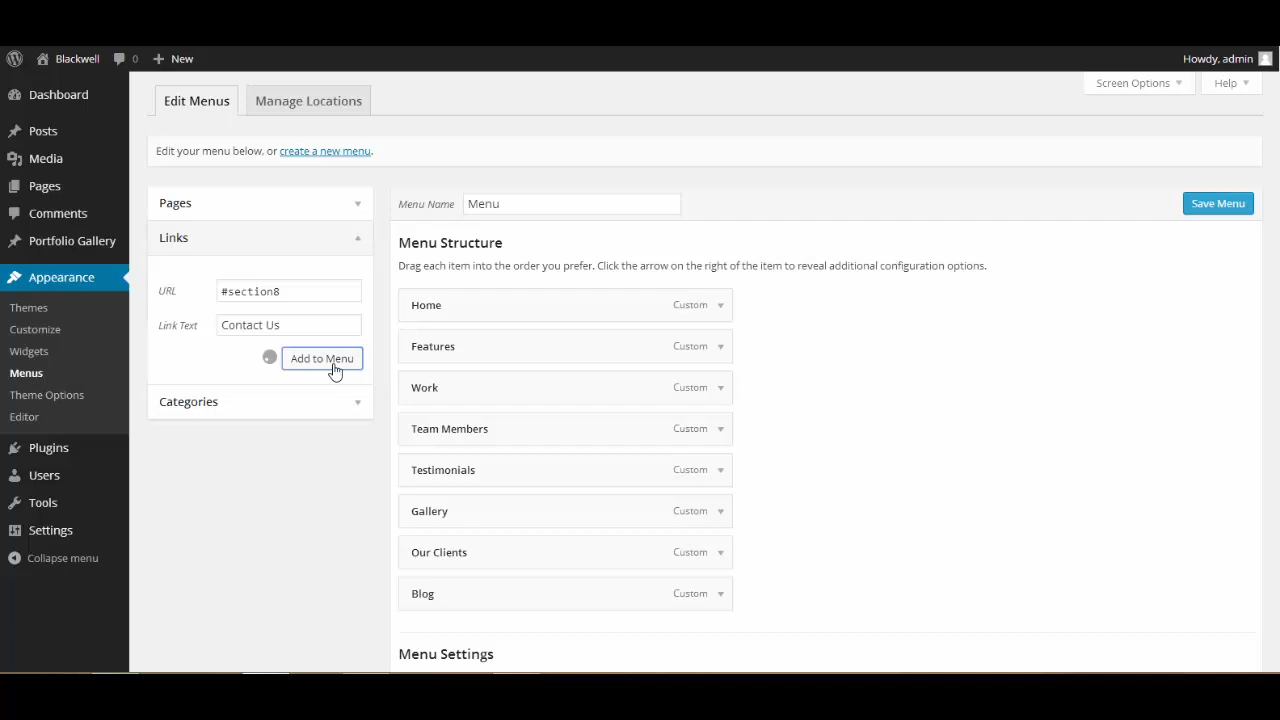 Blackwell 0 New Howdy, admin
Screen Options Help
Dashboard
Posts
Media
Pages
Comments
Portfolio Gallery
Appearance
Themes
Customize
Widgets
Menus
Theme Options
Editor
Plugins
Users
Tools
Settings
Collapse menu
Edit Menus Manage Locations
Edit your menu below, or create a new menu.
Pages
Links
URL #section8
Link Text Contact Us
Add to Menu
Categories
Menu Name Menu Save Menu
Menu Structure
Drag each item into the order you prefer. Click the arrow on the right of the item to reveal additional configuration options.
Home Custom
Features Custom
Work Custom
Team Members Custom
Testimonials Custom
Gallery Custom
Our Clients Custom
Blog Custom
Menu Settings